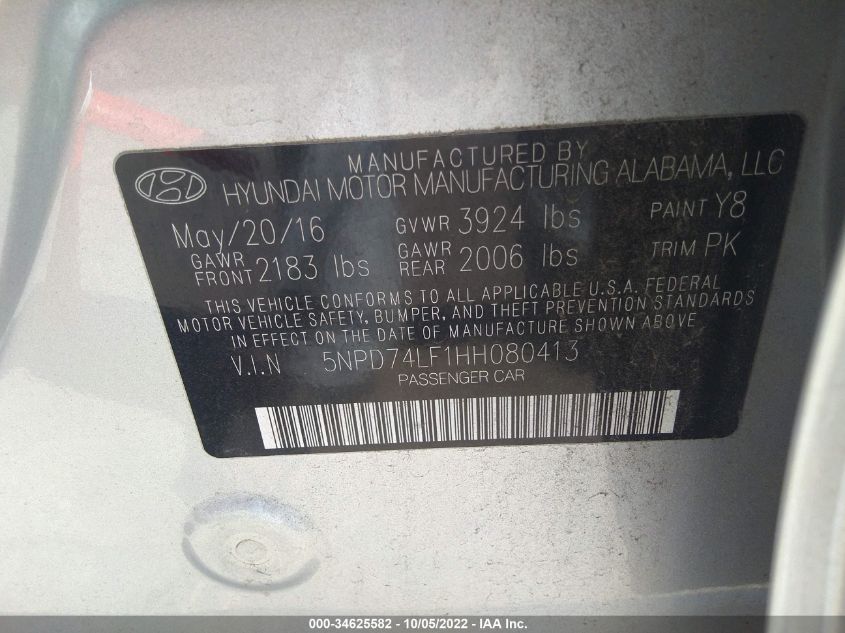 MANUFACTURED BY
HYUNDAI MOTOR MANUFACTURING ALABAMA, LLC
May/20/16 GVWR 3924 lbs PAINT Y8
GAWR FRONT 2183 lbs GAWR REAR 2006 lbs TRIM PK
THIS VEHICLE CONFORMS TO ALL APPLICABLE U.S.A. FEDERAL
MOTOR VEHICLE SAFETY, BUMPER, AND THEFT PREVENTION STANDARDS
IN EFFECT ON THE DATE OF MANUFACTURE SHOWN ABOVE.
V.I.N 5NPD74LF1HH080413
PASSENGER CAR
000-34625582 - 10/05/2022 - IAA Inc.